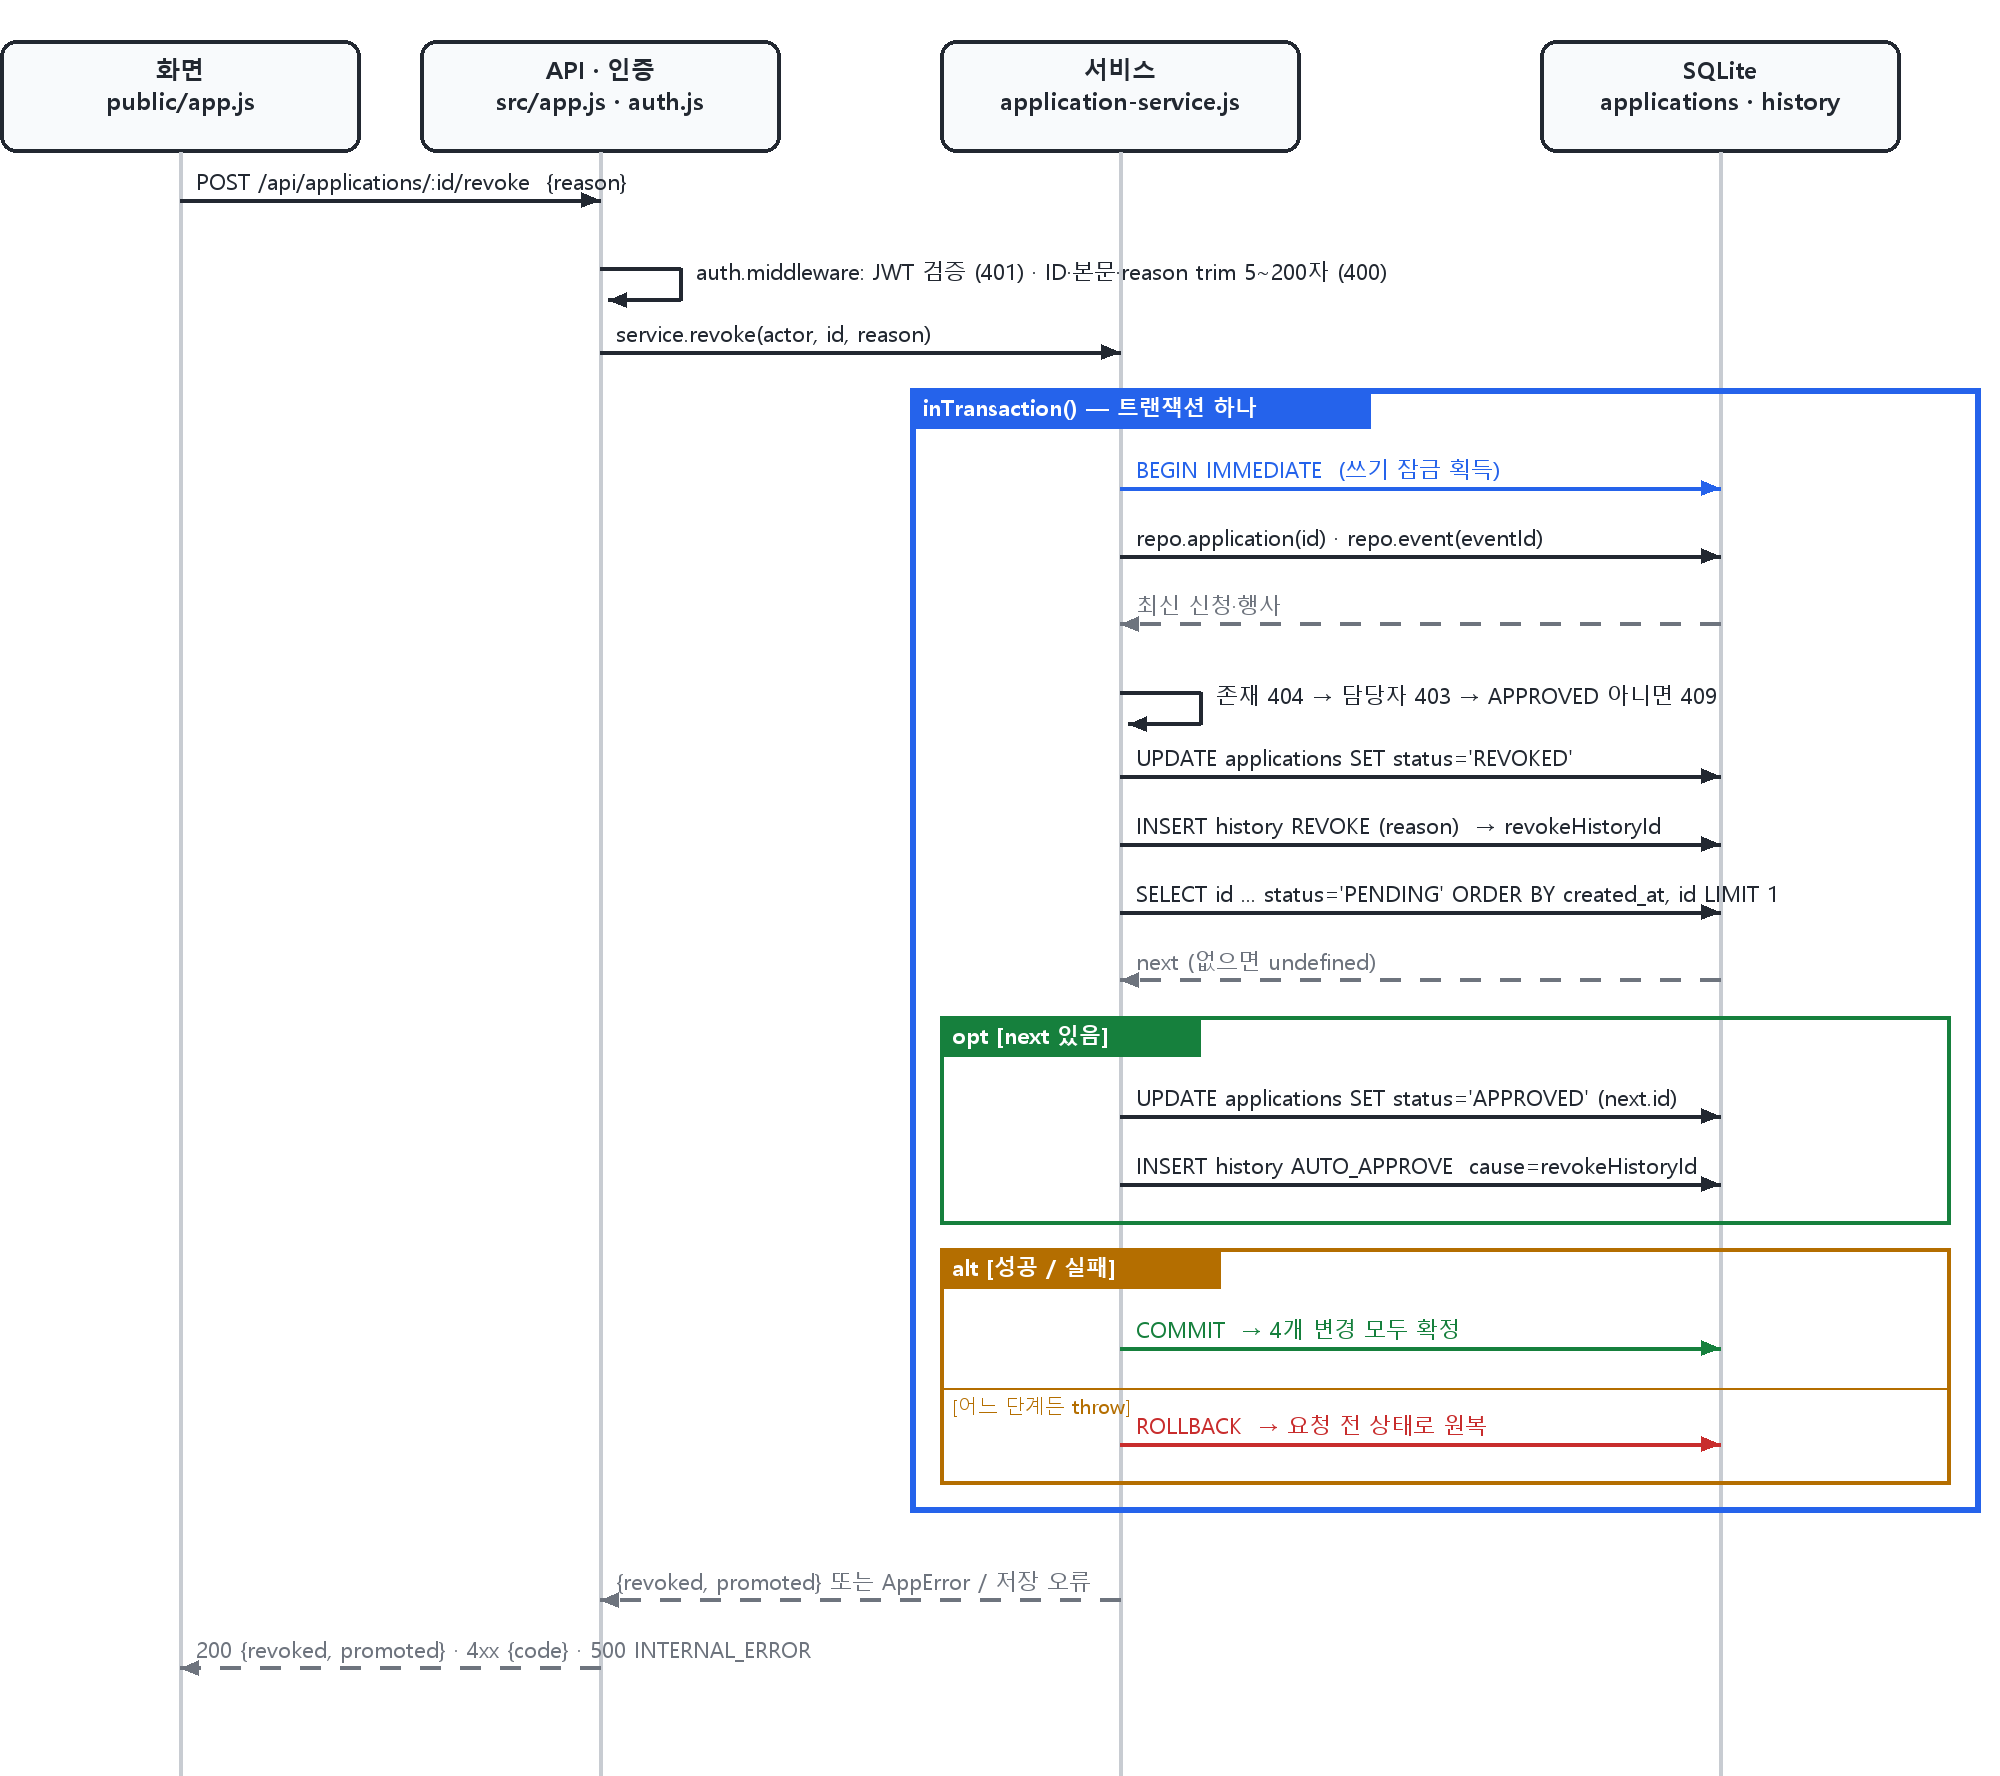 화면
public/app.js
API · 인증
src/app.js · auth.js
서비스
application-service.js
SQLite
applications · history
POST /api/applications/:id/revoke  {reason}
auth.middleware: JWT 검증 (401) · ID·본문·reason trim 5~200자 (400)
service.revoke(actor, id, reason)
inTransaction() — 트랜잭션 하나
BEGIN IMMEDIATE  (쓰기 잠금 획득)
repo.application(id) · repo.event(eventId)
최신 신청·행사
존재 404 → 담당자 403 → APPROVED 아니면 409
UPDATE applications SET status='REVOKED'
INSERT history REVOKE (reason)  → revokeHistoryId
SELECT id ... status='PENDING' ORDER BY created_at, id LIMIT 1
next (없으면 undefined)
opt [next 있음]
UPDATE applications SET status='APPROVED' (next.id)
INSERT history AUTO_APPROVE  cause=revokeHistoryId
alt [성공 / 실패]
COMMIT  → 4개 변경 모두 확정
[어느 단계든 throw]
ROLLBACK  → 요청 전 상태로 원복
{revoked, promoted} 또는 AppError / 저장 오류
200 {revoked, promoted} · 4xx {code} · 500 INTERNAL_ERROR